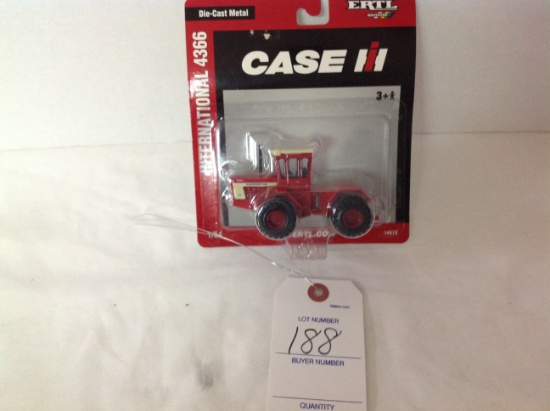 Die-Cast Metal
ERTL
INTERNATIONAL 4366
CASE IH
3+
1/64
ERTL CO.
LOT NUMBER
188
BUYER NUMBER
QUANTITY